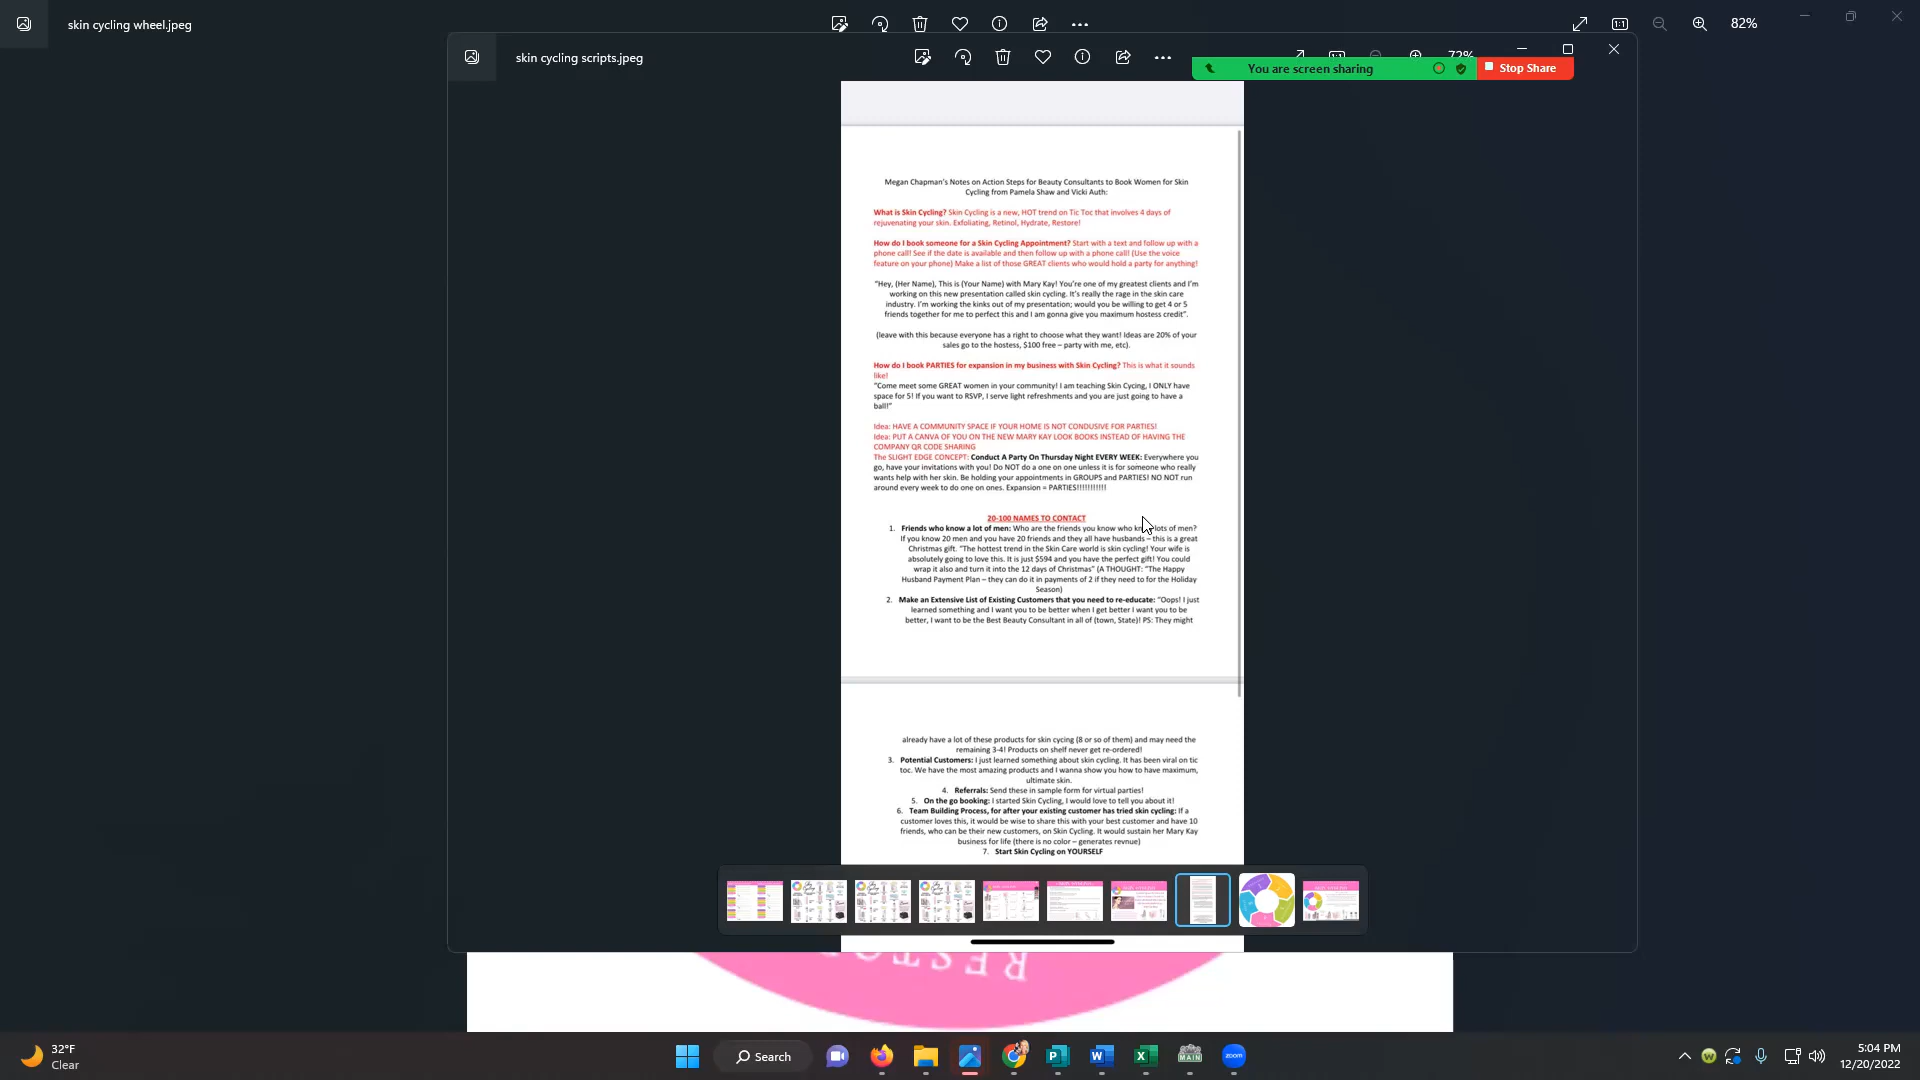 skin cycling wheel.jpeg
82%
skin cycling scripts.jpeg
72%
You are screen sharing
Stop Share
Megan Chapman's Notes on Action Steps for Beauty Consultants to Book Women for Skin
Cycling from Pamela Shaw and Vicki Auth:
What is Skin Cycling? Skin Cycling is a new, HOT trend on Tic Toc that involves 4 days of
rejuvenating your skin. Exfoliating, Retinol, Hydrate, Restore!
How do I book someone for a Skin Cycling Appointment? Start with a text and follow up with a
phone call! See if the date is available and then follow up with a phone call! (Use the voice
feature on your phone) Make a list of those GREAT clients who would hold a party for anything!
"Hey, (Her Name), This is (Your Name) with Mary Kay! You're one of my greatest clients and I'm
working on this new presentation called skin cycling. It's really the rage in the skin care
industry. I'm working the kinks out of my presentation; would you be willing to get 4 or 5
friends together for me to perfect this and I am gonna give you maximum hostess credit".
(leave with this because everyone has a right to choose what they want! Ideas are 20% of your
sales go to the hostess, $100 free – party with me, etc).
How do I book PARTIES for expansion in my business with Skin Cycling? This is what it sounds
like!
"Come meet some GREAT women in your community! I am teaching Skin Cycing, I ONLY have
space for 5! If you want to RSVP, I serve light refreshments and you are just going to have a
ball!"
Idea: HAVE A COMMUNITY SPACE IF YOUR HOME IS NOT CONDUSIVE FOR PARTIES!
Idea: PUT A CANVA OF YOU ON THE NEW MARY KAY LOOK BOOKS INSTEAD OF HAVING THE
COMPANY QR CODE SHARING
The SLIGHT EDGE CONCEPT: Conduct A Party On Thursday Night EVERY WEEK: Everywhere you
go, have your invitations with you! Do NOT do a one on one unless it is for someone who really
wants help with her skin. Be holding your appointments in GROUPS and PARTIES! NO NOT run
around every week to do one on ones. Expansion = PARTIES!!!!!!!!!!!
20-100 NAMES TO CONTACT
1. Friends who know a lot of men: Who are the friends you know who kn lots of men?
If you know 20 men and you have 20 friends and they all have husbands – this is a great
Christmas gift. "The hottest trend in the Skin Care world is skin cycling! Your wife is
absolutely going to love this. It is just $594 and you have the perfect gift! You could
wrap it also and turn it into the 12 days of Christmas" (A THOUGHT: "The Happy
Husband Payment Plan – they can do it in payments of 2 if they need to for the Holiday
Season)
2. Make an Extensive List of Existing Customers that you need to re-educate: "Oops! I just
learned something and I want you to be better when I get better I want you to be
better, I want to be the Best Beauty Consultant in all of (town, State)! PS: They might
already have a lot of these products for skin cycing (8 or so of them) and may need the
remaining 3-4! Products on shelf never get re-ordered!
3. Potential Customers: I just learned something about skin cycling. It has been viral on tic
toc. We have the most amazing products and I wanna show you how to have maximum,
ultimate skin.
4. Referrals: Send these in sample form for virtual parties!
5. On the go booking: I started Skin Cycling, I would love to tell you about it!
6. Team Building Process, for after your existing customer has tried skin cycling: If a
customer loves this, it would be wise to share this with your best customer and have 10
friends, who can be their new customers, on Skin Cycling. It would sustain her Mary Kay
business for life (there is no color – generates revnue)
7. Start Skin Cycling on YOURSELF
32°F
Clear
Search
zoom
5:04 PM
12/20/2022